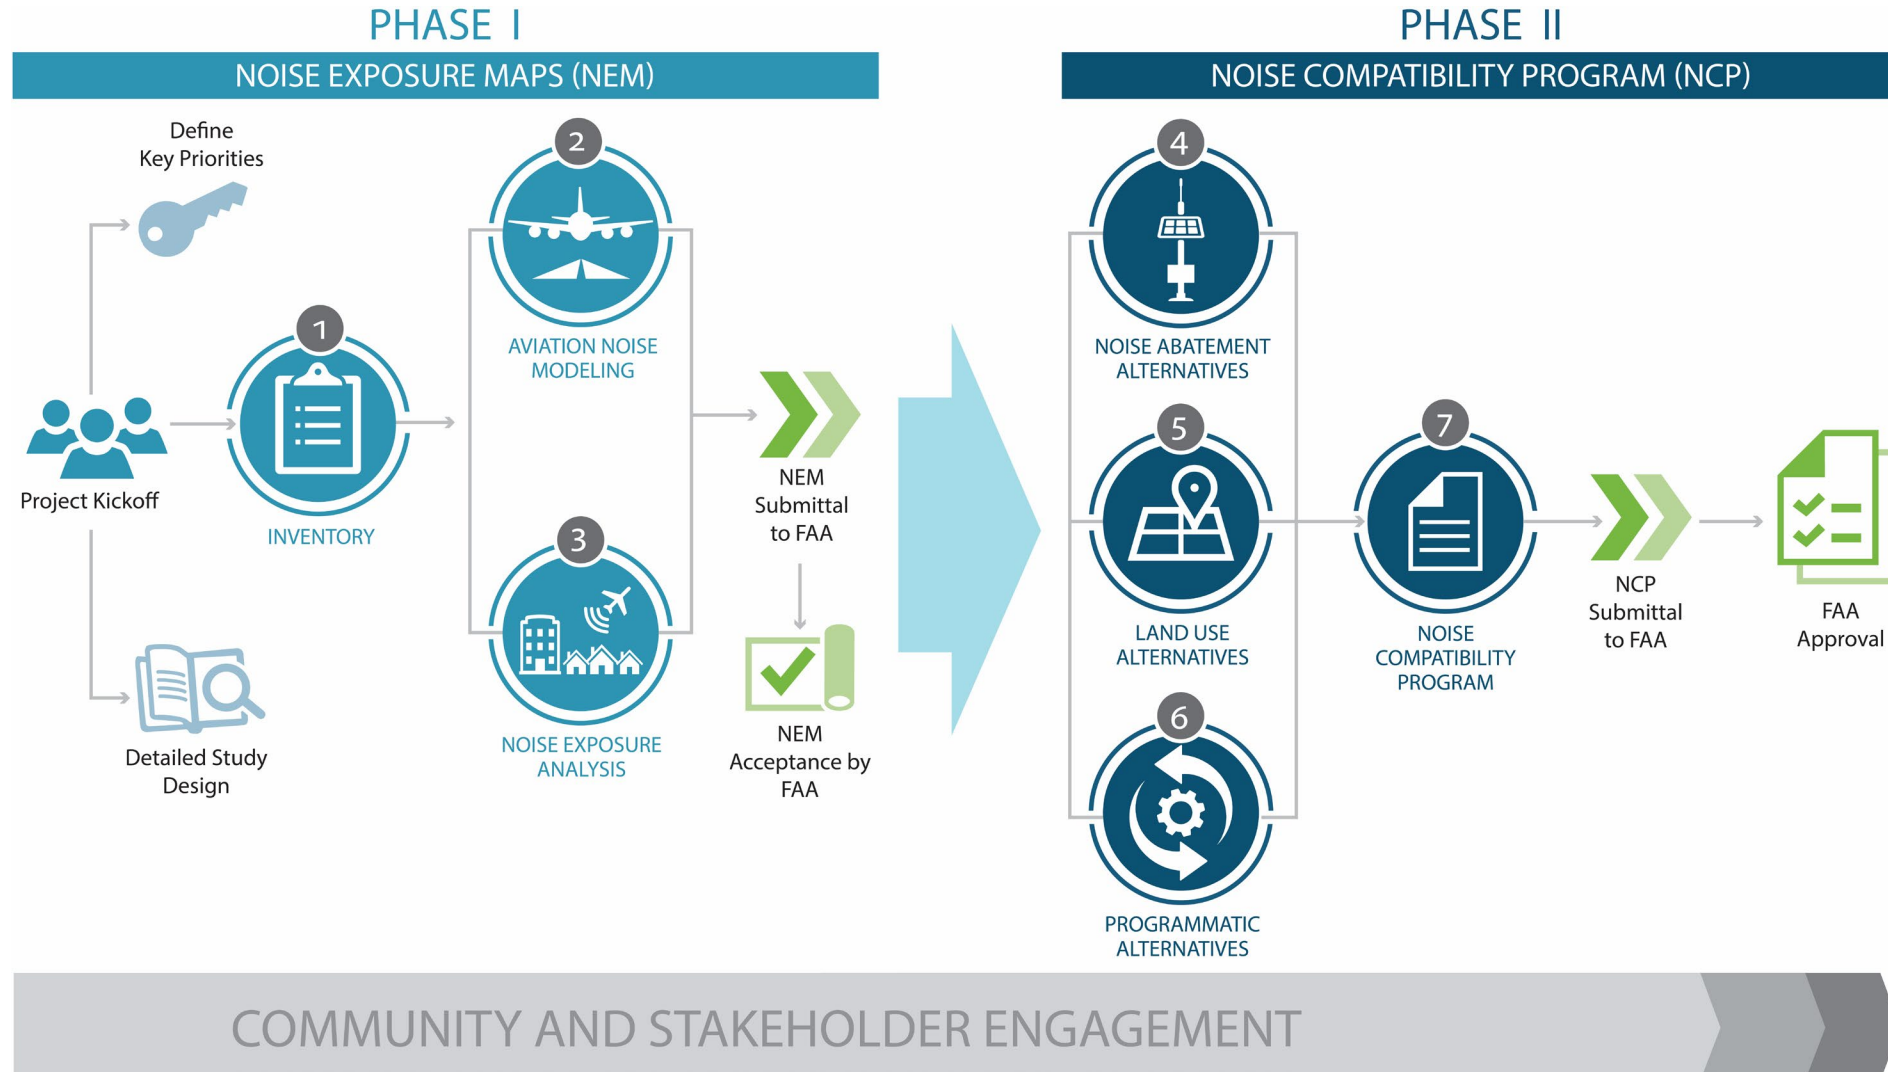 PHASE I
NOISE EXPOSURE MAPS (NEM)
Define
Key Priorities
Project Kickoff
Detailed Study
Design
1
INVENTORY
2
AVIATION NOISE
MODELING
3
NOISE EXPOSURE
ANALYSIS
NEM
Submittal
to FAA
NEM
Acceptance by
FAA
PHASE II
NOISE COMPATIBILITY PROGRAM (NCP)
4
NOISE ABATEMENT
ALTERNATIVES
5
LAND USE
ALTERNATIVES
6
PROGRAMMATIC
ALTERNATIVES
7
NOISE
COMPATIBILITY
PROGRAM
NCP
Submittal
to FAA
FAA
Approval
COMMUNITY AND STAKEHOLDER ENGAGEMENT